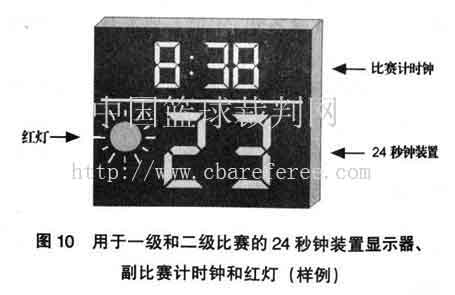 8:38
比赛计时钟
中国篮球裁判网
红灯
23
24 秒钟装置
http://www.cbareferee.com
图 10 用于一级和二级比赛的 24 秒钟装置显示器、
副比赛计时钟和红灯（样例）